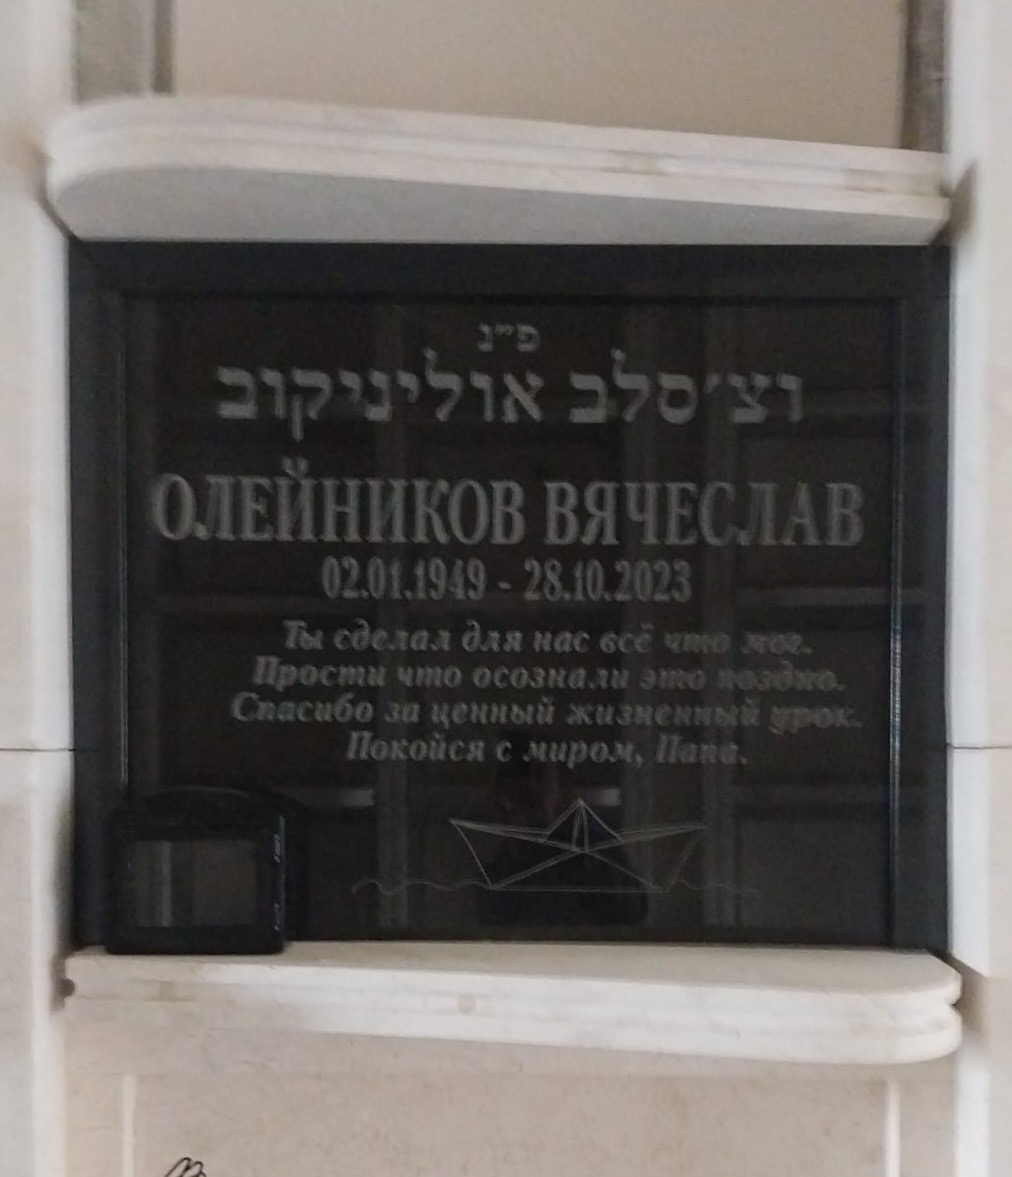 פ״נ
וצ׳סלב אוליניקוב
ОЛЕЙНИКОВ ВЯЧЕСЛАВ
02.01.1949 - 28.10.2023
Ты сделал для нас всё что мог.
Прости что осознали это поздно.
Спасибо за ценный жизненный урок.
Покойся с миром, Папа.